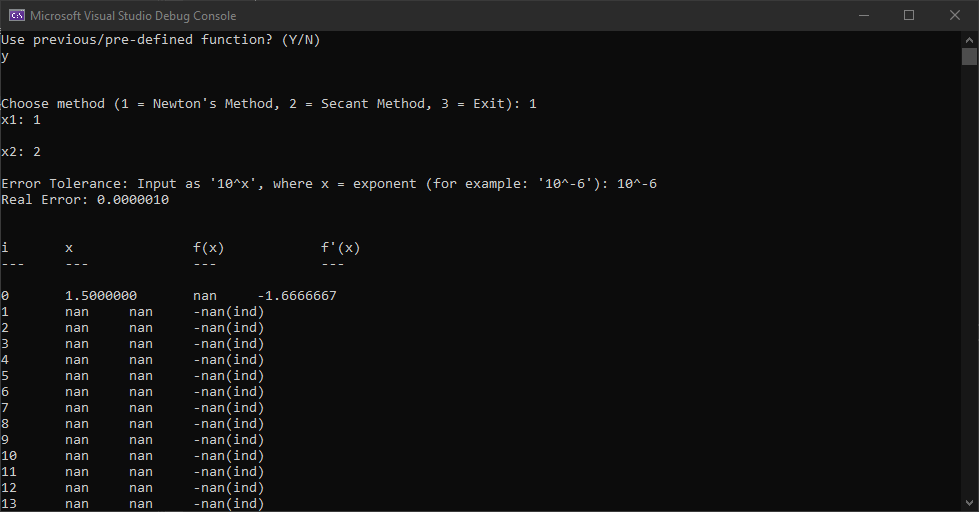 Microsoft Visual Studio Debug Console
Use previous/pre-defined function? (Y/N)
y
Choose method (1 = Newton's Method, 2 = Secant Method, 3 = Exit): 1
x1: 1
x2: 2
Error Tolerance: Input as '10^x', where x = exponent (for example: '10^-6'): 10^-6
Real Error: 0.0000010
i x f(x) f'(x)
--- --- --- ---
0 1.5000000 nan -1.6666667
1 nan nan -nan(ind)
2 nan nan -nan(ind)
3 nan nan -nan(ind)
4 nan nan -nan(ind)
5 nan nan -nan(ind)
6 nan nan -nan(ind)
7 nan nan -nan(ind)
8 nan nan -nan(ind)
9 nan nan -nan(ind)
10 nan nan -nan(ind)
11 nan nan -nan(ind)
12 nan nan -nan(ind)
13 nan nan -nan(ind)